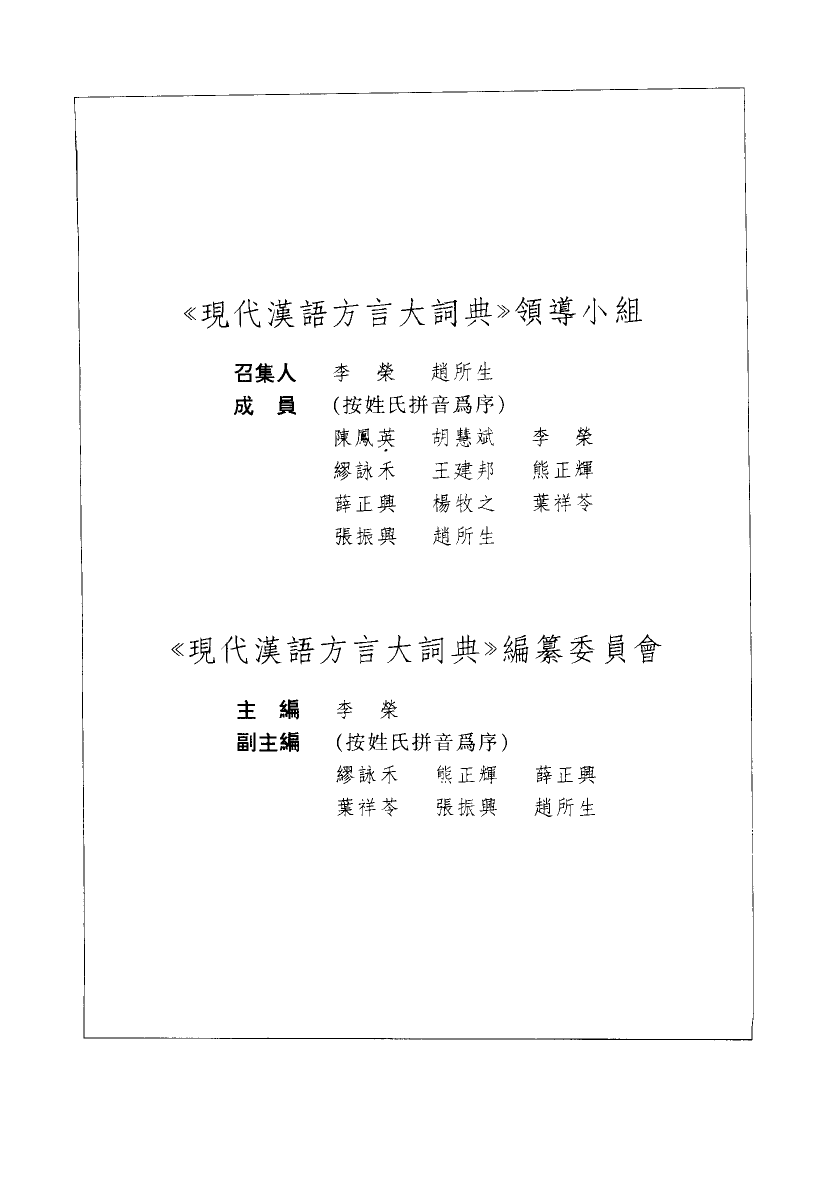 《現代漢語方言大詞典》領導小組
召集人 李 榮 趙所生
成 員 (按姓氏拼音爲序)
陳鳳英 胡慧斌 李 榮
繆詠禾 王建邦 熊正輝
薛正興 楊牧之 葉祥苓
張振興 趙所生
《現代漢語方言大詞典》編纂委員會
主 編 李 榮
副主編 (按姓氏拼音爲序)
繆詠禾 熊正輝 薛正興
葉祥苓 張振興 趙所生